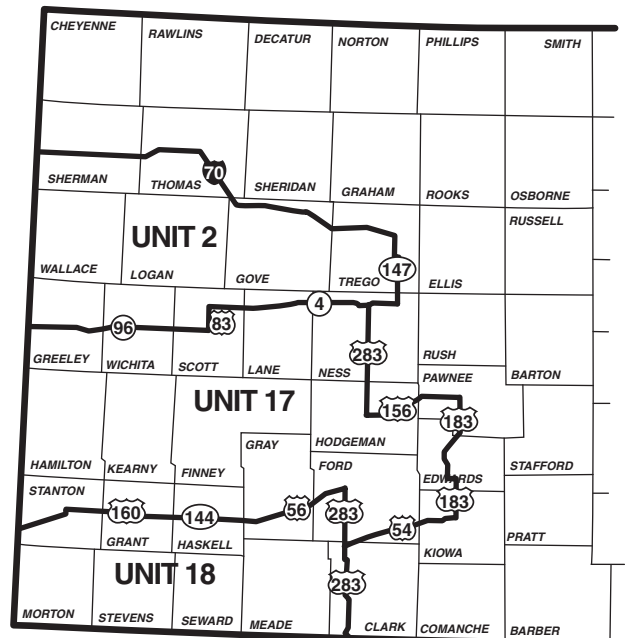 CHEYENNE
RAWLINS
DECATUR
NORTON
PHILLIPS
SMITH
70
SHERMAN
THOMAS
SHERIDAN
GRAHAM
ROOKS
OSBORNE
RUSSELL
UNIT 2
WALLACE
LOGAN
GOVE
TREGO
147
ELLIS
96
83
4
283
GREELEY
WICHITA
SCOTT
LANE
NESS
RUSH
PAWNEE
BARTON
UNIT 17
156
183
GRAY
HODGEMAN
HAMILTON
KEARNY
FINNEY
FORD
EDWARDS
STAFFORD
STANTON
160
144
56
283
54
183
GRANT
HASKELL
KIOWA
PRATT
UNIT 18
283
MORTON
STEVENS
SEWARD
MEADE
CLARK
COMANCHE
BARBER